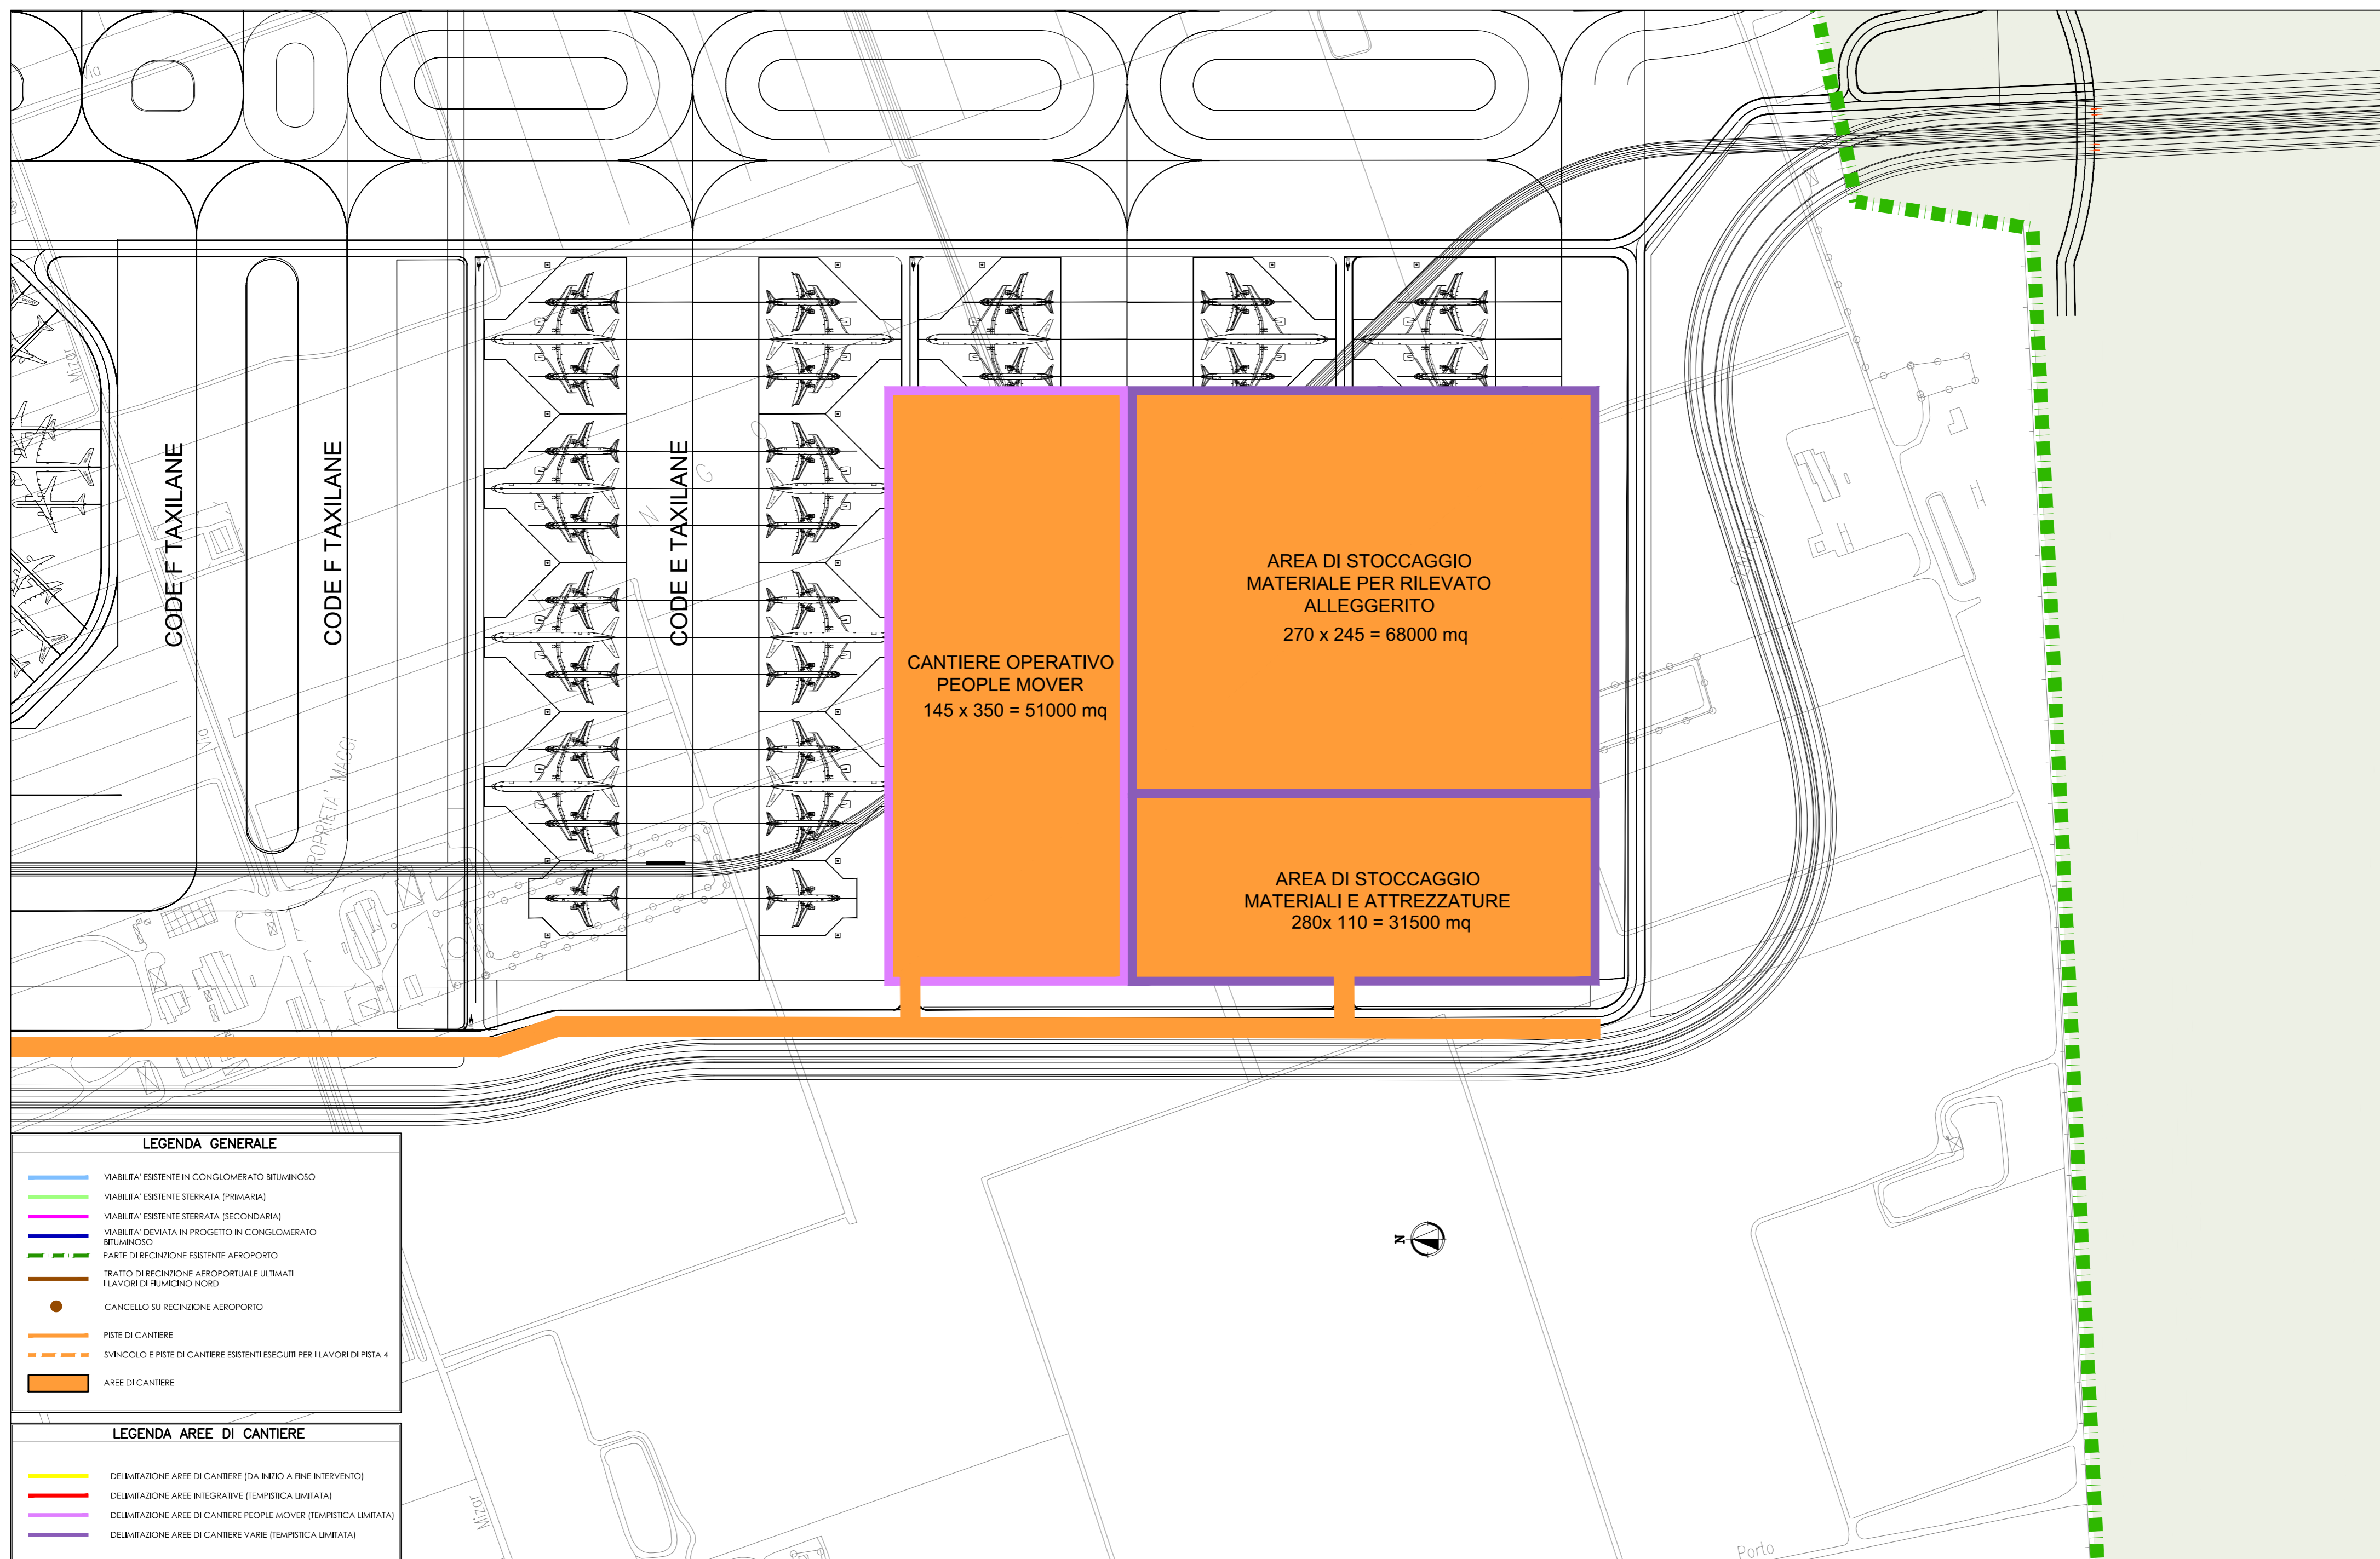 Via
Mizar
CODE F TAXILANE
CODE F TAXILANE
CODE E TAXILANE
AREA DI STOCCAGGIO
MATERIALE PER RILEVATO
ALLEGGERITO
270 x 245 = 68000 mq
CANTIERE OPERATIVO
PEOPLE MOVER
145 x 350 = 51000 mq
AREA DI STOCCAGGIO
MATERIALI E ATTREZZATURE
280x 110 = 31500 mq
Via
PROPRIETA' MACCI
LEGENDA GENERALE
VIABILITA' ESISTENTE IN CONGLOMERATO BITUMINOSO
VIABILITA' ESISTENTE STERRATA (PRIMARIA)
VIABILITA' ESISTENTE STERRATA (SECONDARIA)
VIABILITA' DEVIATA IN PROGETTO IN CONGLOMERATO
BITUMINOSO
PARTE DI RECINZIONE ESISTENTE AEROPORTO
TRATTO DI RECINZIONE AEROPORTUALE ULTIMATI
I LAVORI DI FIUMICINO NORD
CANCELLO SU RECINZIONE AEROPORTO
PISTE DI CANTIERE
SVINCOLO E PISTE DI CANTIERE ESISTENTI ESEGUITI PER I LAVORI DI PISTA 4
AREE DI CANTIERE
N
LEGENDA AREE DI CANTIERE
DELIMITAZIONE AREE DI CANTIERE (DA INIZIO A FINE INTERVENTO)
DELIMITAZIONE AREE INTEGRATIVE (TEMPISTICA LIMITATA)
DELIMITAZIONE AREE DI CANTIERE PEOPLE MOVER (TEMPISTICA LIMITATA)
DELIMITAZIONE AREE DI CANTIERE VARIE (TEMPISTICA LIMITATA)
Mizar
Porto